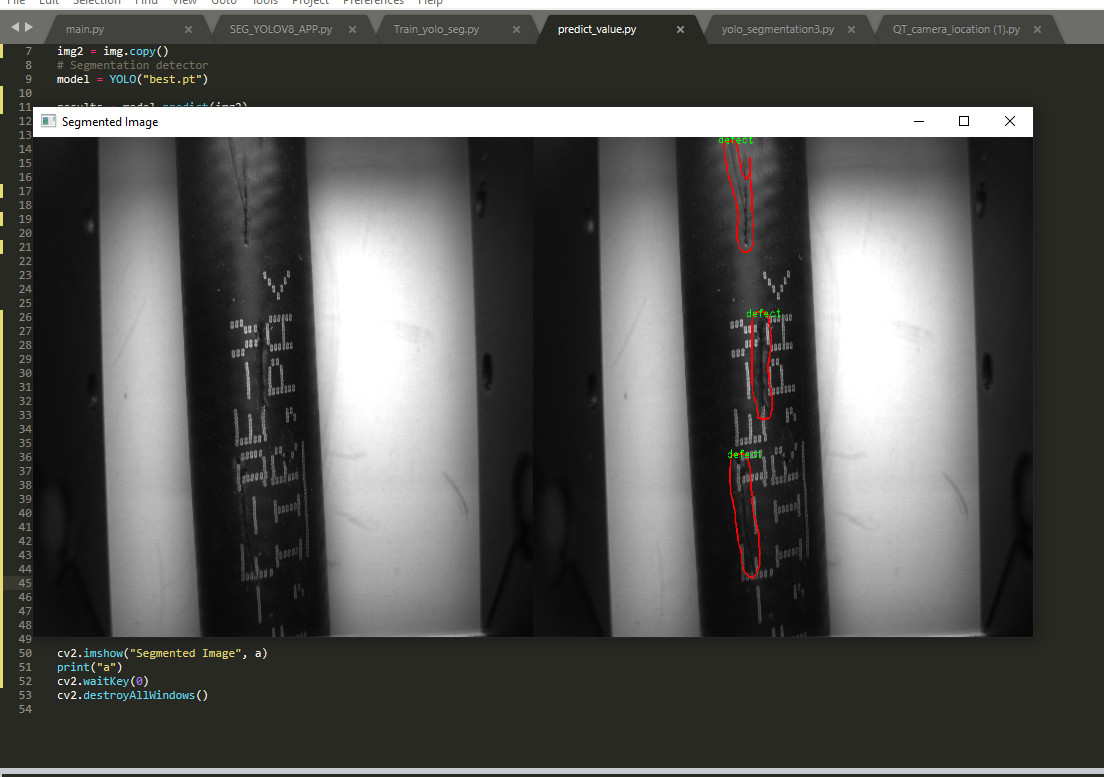 File Edit Selection Find View Goto Tools Project Preferences Help
main.py × SEG_YOLOV8_APP.py × Train_yolo_seg.py × predict_value.py × yolo_segmentation3.py × QT_camera_location (1).py ×
7 img2 = img.copy()
8 # Segmentation detector
9 model = YOLO("best.pt")
10
11 results = model.predict(img2)
12 Segmented Image
13
14 defect
15
16
17
18
19
20
21
22
23
24
25
26 defect
27
28
29
30
31
32
33
34
35
36 defect
37
38
39
40
41
42
43
44
45
46
47
48
49
50 cv2.imshow("Segmented Image", a)
51 print("a")
52 cv2.waitKey(0)
53 cv2.destroyAllWindows()
54